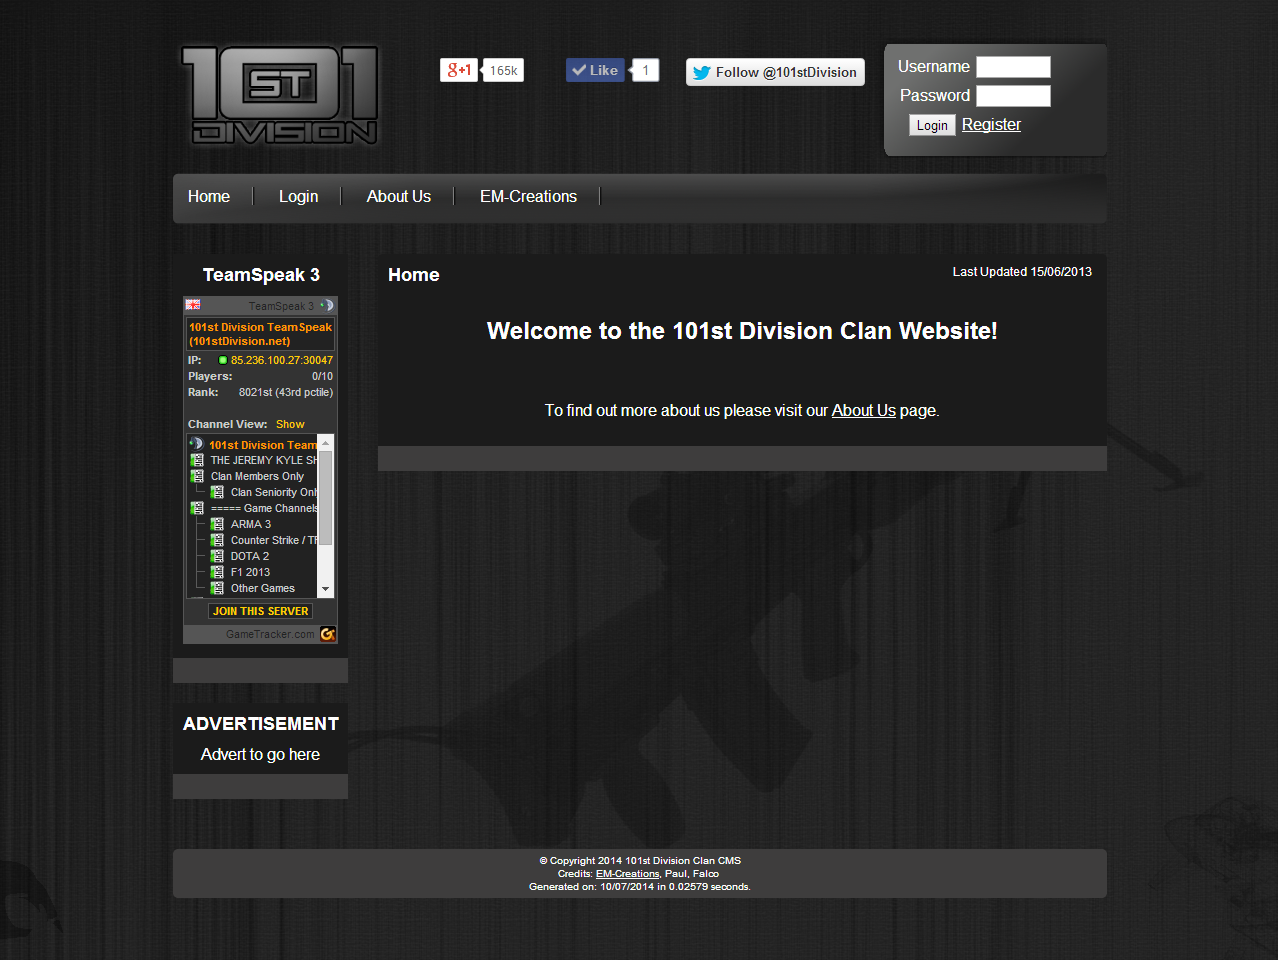 101
ST
DIVISION
g+1 165k
Like 1
Follow @101stDivision
Username
Password
Login Register
Home Login About Us EM-Creations
TeamSpeak 3
TeamSpeak 3
101st Division TeamSpeak
(101stDivision.net)
IP: 85.236.100.27:30047
Players: 0/10
Rank: 8021st (43rd pctile)
Channel View: Show
101st Division Team
THE JEREMY KYLE SH
Clan Members Only
Clan Seniority Onl
===== Game Channels
ARMA 3
Counter Strike / TF
DOTA 2
F1 2013
Other Games
JOIN THIS SERVER
GameTracker.com
ADVERTISEMENT
Advert to go here
Home
Last Updated 15/06/2013
Welcome to the 101st Division Clan Website!
To find out more about us please visit our About Us page.
© Copyright 2014 101st Division Clan CMS
Credits: EM-Creations, Paul, Falco
Generated on: 10/07/2014 in 0.02579 seconds.